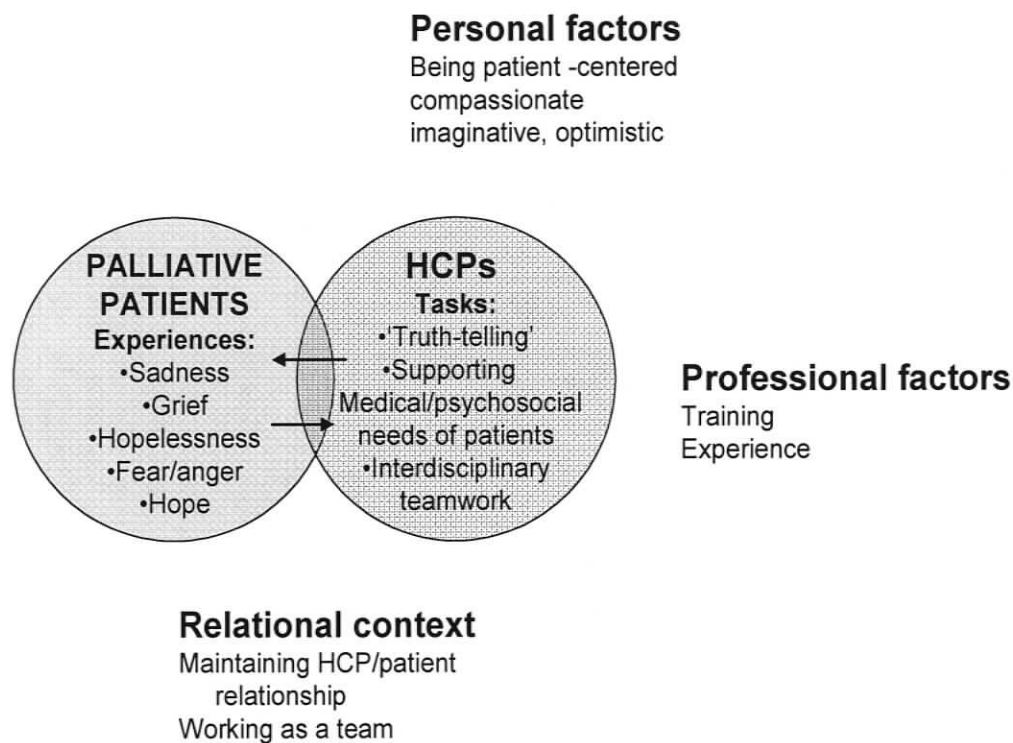 Personal factors
Being patient -centered
compassionate
imaginative, optimistic
PALLIATIVE
PATIENTS
Experiences:
•Sadness
•Grief
•Hopelessness
•Fear/anger
•Hope
HCPs
Tasks:
•‘Truth-telling’
•Supporting
Medical/psychosocial
needs of patients
•Interdisciplinary
teamwork
Professional factors
Training
Experience
Relational context
Maintaining HCP/patient
relationship
Working as a team